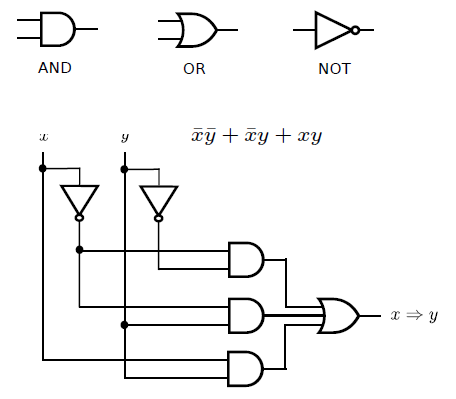 AND OR NOT
x y x̄ȳ + x̄y + xy
x ⇒ y